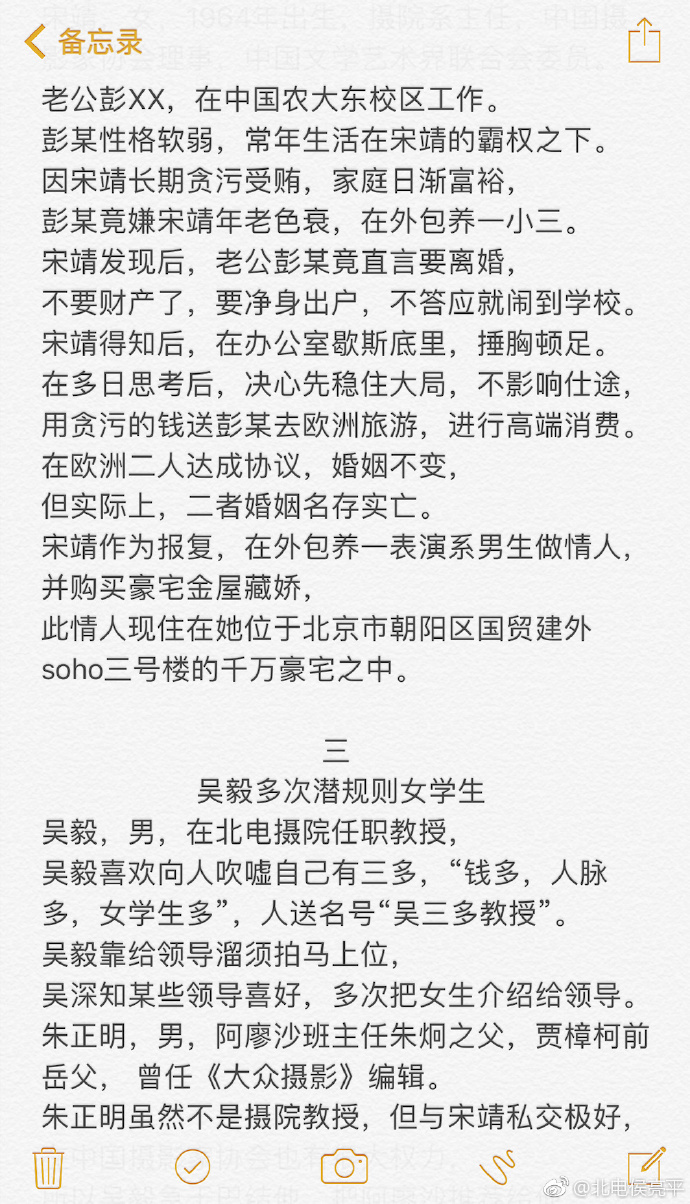 备忘录
老公彭XX，在中国农大东校区工作。
彭某性格软弱，常年生活在宋靖的霸权之下。
因宋靖长期贪污受贿，家庭日渐富裕，
彭某竟嫌宋靖年老色衰，在外包养一小三。
宋靖发现后，老公彭某竟直言要离婚，
不要财产了，要净身出户，不答应就闹到学校。
宋靖得知后，在办公室歇斯底里，捶胸顿足。
在多日思考后，决心先稳住大局，不影响仕途，
用贪污的钱送彭某去欧洲旅游，进行高端消费。
在欧洲二人达成协议，婚姻不变，
但实际上，二者婚姻名存实亡。
宋靖作为报复，在外包养一表演系男生做情人，
并购买豪宅金屋藏娇，
此情人现住在她位于北京市朝阳区国贸建外
soho三号楼的千万豪宅之中。
三
吴毅多次潜规则女学生
吴毅，男，在北电摄院任职教授，
吴毅喜欢向人吹嘘自己有三多，“钱多，人脉
多，女学生多”，人送名号“吴三多教授”。
吴毅靠给领导溜须拍马上位，
吴深知某些领导喜好，多次把女生介绍给领导。
朱正明，男，阿廖沙班主任朱炯之父，贾樟柯前
岳父， 曾任《大众摄影》编辑。
朱正明虽然不是摄院教授，但与宋靖私交极好，
@北电侯亮平